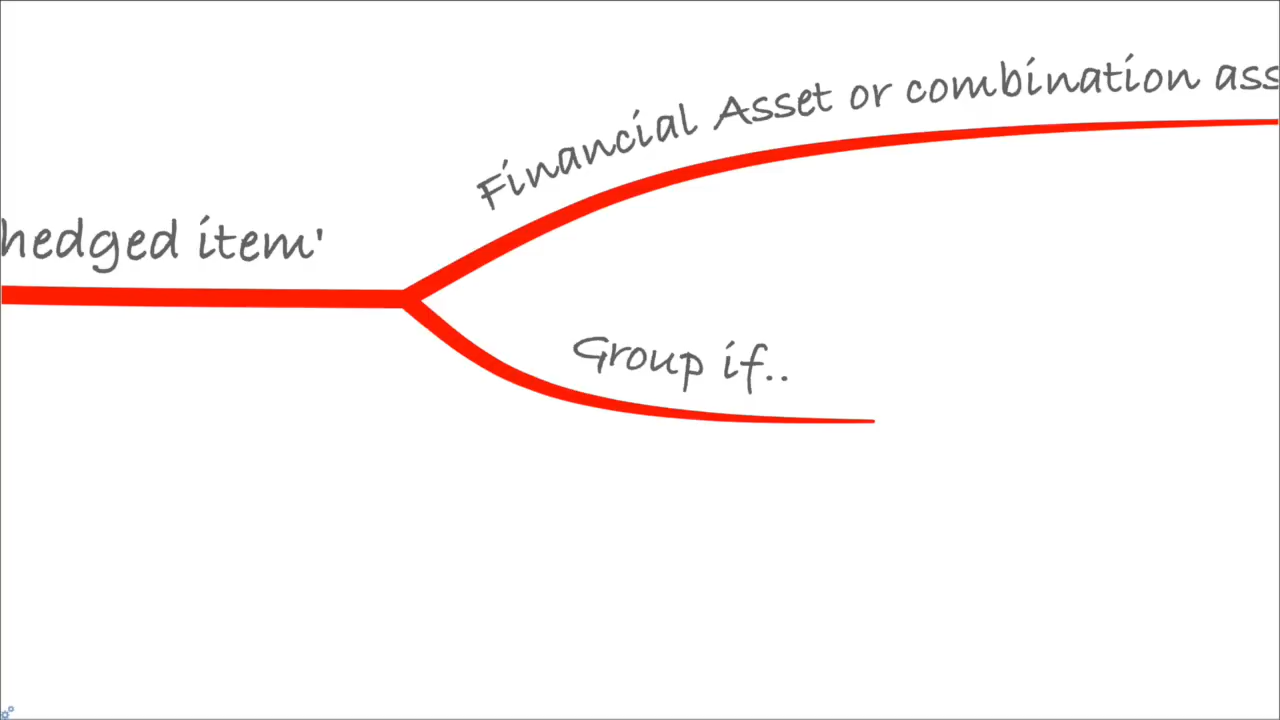 Financial Asset or combination ass
hedged item'
Group if..